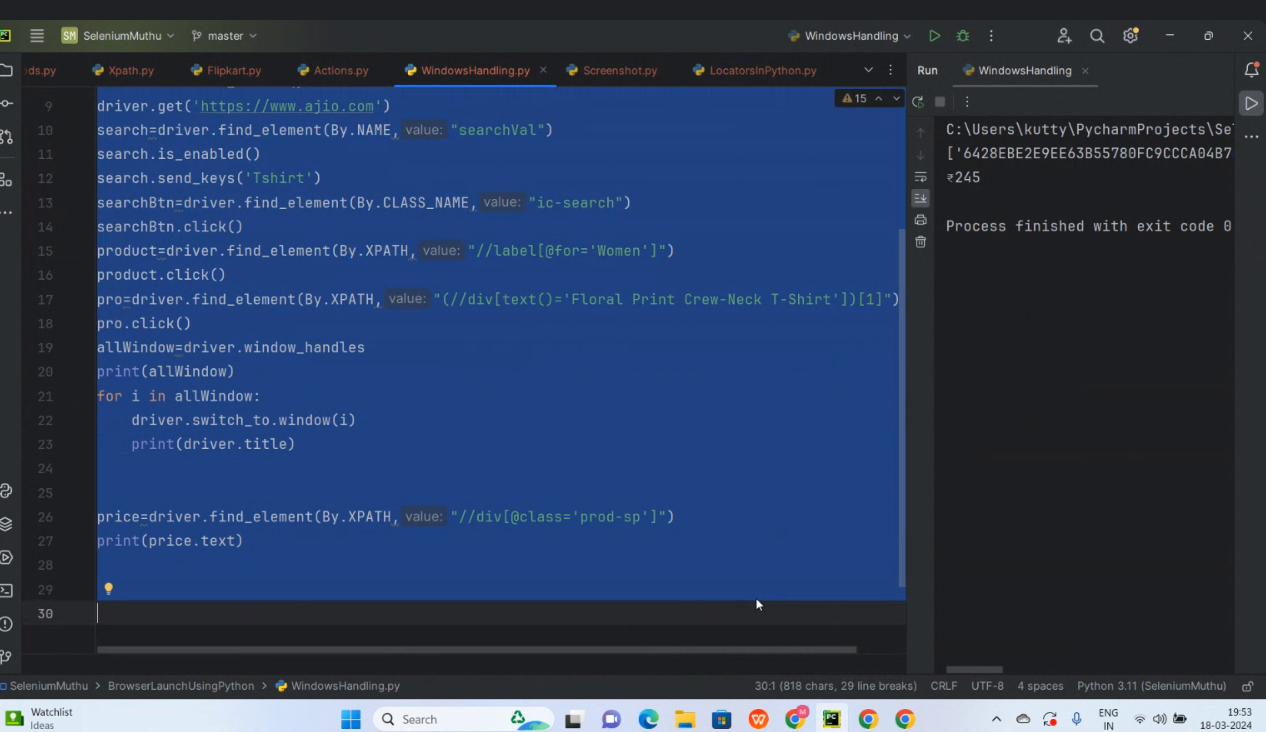 SM SeleniumMuthu master WindowsHandling
ds.py Xpath.py Flipkart.py Actions.py WindowsHandling.py Screenshot.py LocatorsInPython.py Run WindowsHandling
15
9 driver.get('https://www.ajio.com')
10 search=driver.find_element(By.NAME, value: "searchVal")
11 search.is_enabled()
12 search.send_keys('Tshirt')
13 searchBtn=driver.find_element(By.CLASS_NAME, value: "ic-search")
14 searchBtn.click()
15 product=driver.find_element(By.XPATH, value: "//label[@for='Women']")
16 product.click()
17 pro=driver.find_element(By.XPATH, value: "(//div[text()='Floral Print Crew-Neck T-Shirt'])[1]")
18 pro.click()
19 allWindow=driver.window_handles
20 print(allWindow)
21 for i in allWindow:
22 driver.switch_to.window(i)
23 print(driver.title)
24
25
26 price=driver.find_element(By.XPATH, value: "//div[@class='prod-sp']")
27 print(price.text)
28
29
30
C:\Users\kutty\PycharmProjects\Se
['6428EBE2E9EE63B55780FC9CCCA04B7
₹245
Process finished with exit code 0
SeleniumMuthu > BrowserLaunchUsingPython > WindowsHandling.py 30:1 (818 chars, 29 line breaks) CRLF UTF-8 4 spaces Python 3.11 (SeleniumMuthu)
Watchlist
Ideas
Search
M
PC
ENG
IN
19:53
18-03-2024